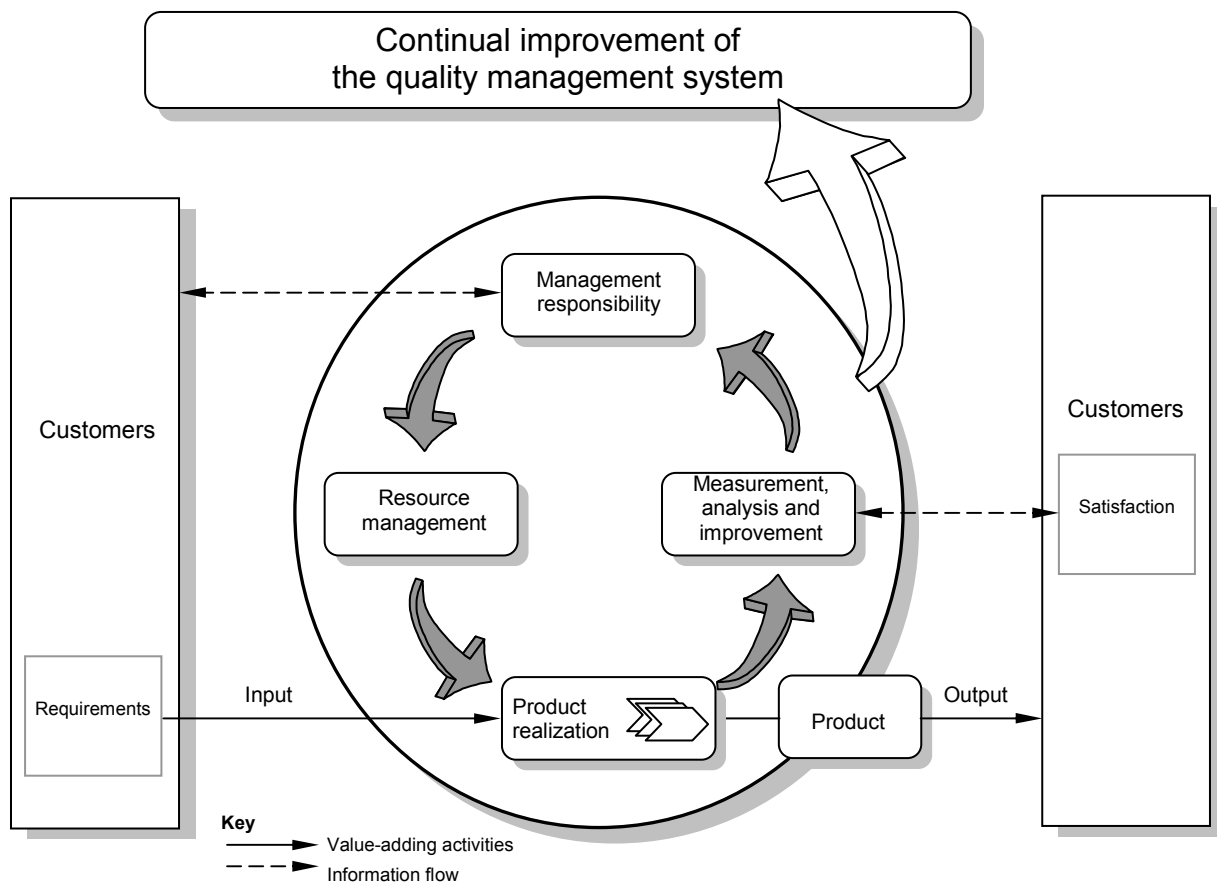 Continual improvement of
the quality management system
Management
responsibility
Customers
Customers
Resource
management
Measurement,
analysis and
improvement
Satisfaction
Requirements
Input
Product
realization
Product
Output
Key
Value-adding activities
Information flow